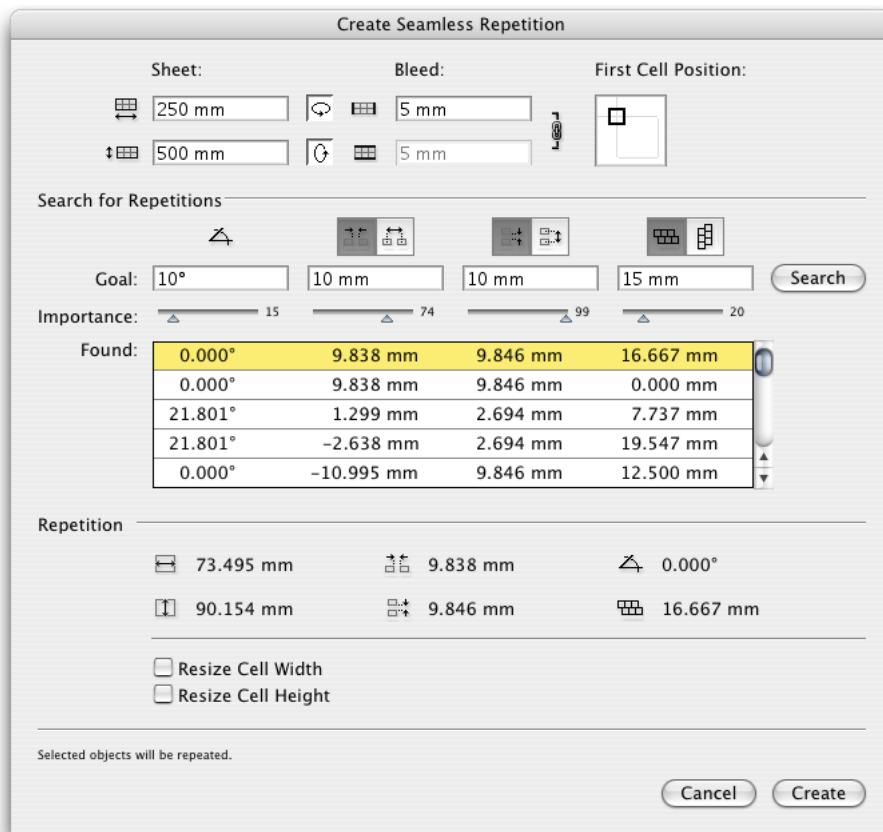 Create Seamless Repetition
Sheet: Bleed: First Cell Position:
250 mm 5 mm
500 mm 5 mm
Search for Repetitions
Goal: 10° 10 mm 10 mm 15 mm Search
Importance: 15 74 99 20
Found: 0.000° 9.838 mm 9.846 mm 16.667 mm
0.000° 9.838 mm 9.846 mm 0.000 mm
21.801° 1.299 mm 2.694 mm 7.737 mm
21.801° −2.638 mm 2.694 mm 19.547 mm
0.000° −10.995 mm 9.846 mm 12.500 mm
Repetition
73.495 mm 9.838 mm 0.000°
90.154 mm 9.846 mm 16.667 mm
Resize Cell Width
Resize Cell Height
Selected objects will be repeated.
Cancel Create